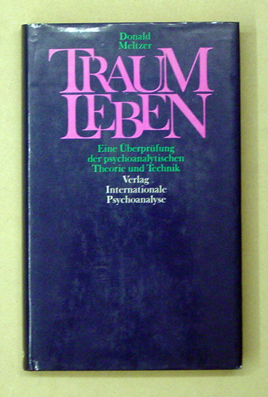 Donald
Meltzer
TRAUM
LEBEN
Eine Überprüfung
der psychoanalytischen
Theorie und Technik
Verlag
Internationale
Psychoanalyse